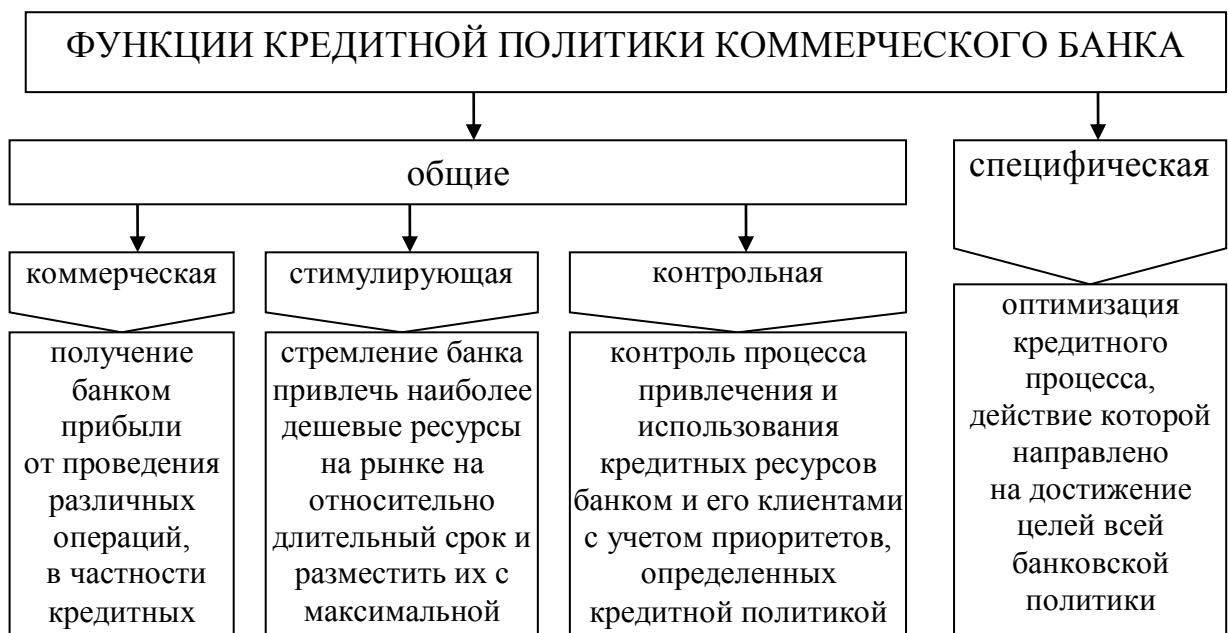 ФУНКЦИИ КРЕДИТНОЙ ПОЛИТИКИ КОММЕРЧЕСКОГО БАНКА
общие
специфическая
коммерческая
стимулирующая
контрольная
получение
банком
прибыли
от проведения
различных
операций,
в частности
кредитных
стремление банка
привлечь наиболее
дешевые ресурсы
на рынке на
относительно
длительный срок и
разместить их с
максимальной
контроль процесса
привлечения и
использования
кредитных ресурсов
банком и его клиентами
с учетом приоритетов,
определенных
кредитной политикой
оптимизация
кредитного
процесса,
действие которой
направлено
на достижение
целей всей
банковской
политики